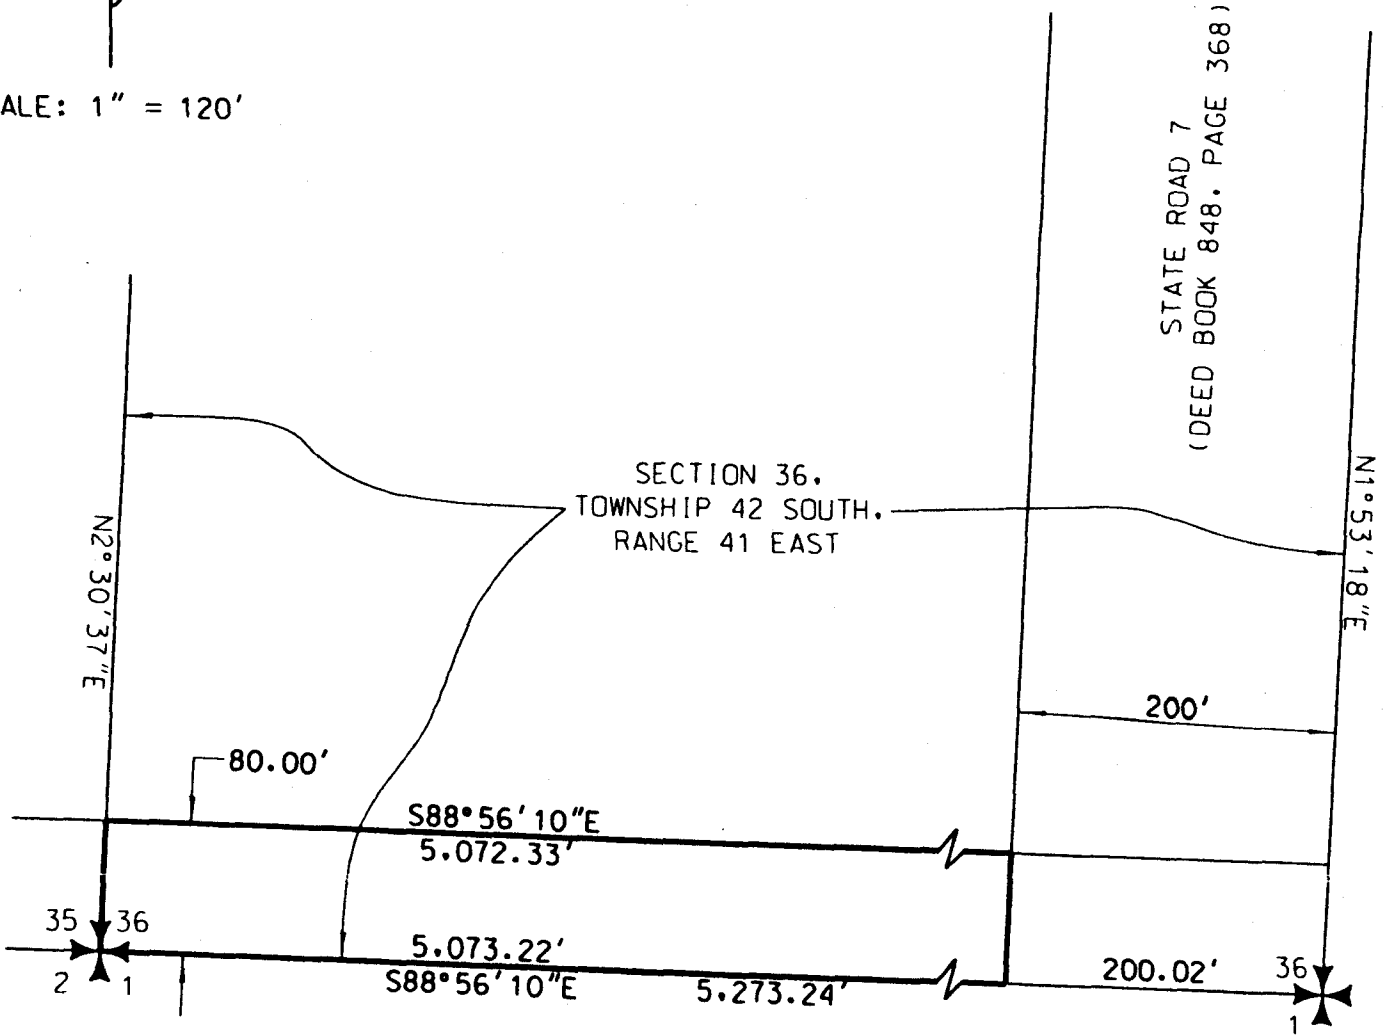 ALE: 1" = 120'
STATE ROAD 7
(DEED BOOK 848. PAGE 368)
SECTION 36.
TOWNSHIP 42 SOUTH.
RANGE 41 EAST
N2°30'37"E
N1°53'18"E
200'
80.00'
S88°56'10"E
5.072.33'
35 36
5.073.22'
2 1
S88°56'10"E 5.273.24'
200.02'
36
1